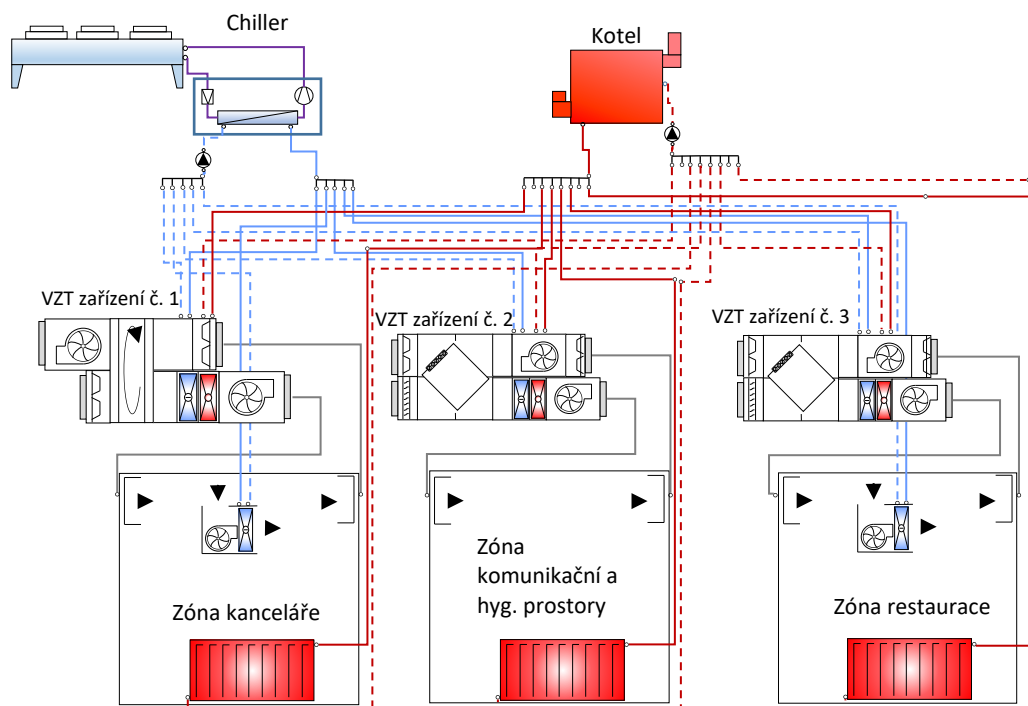 Chiller
Kotel
VZT zařízení č. 1
VZT zařízení č. 2
VZT zařízení č. 3
Zóna kanceláře
Zóna
komunikační a
hyg. prostory
Zóna restaurace